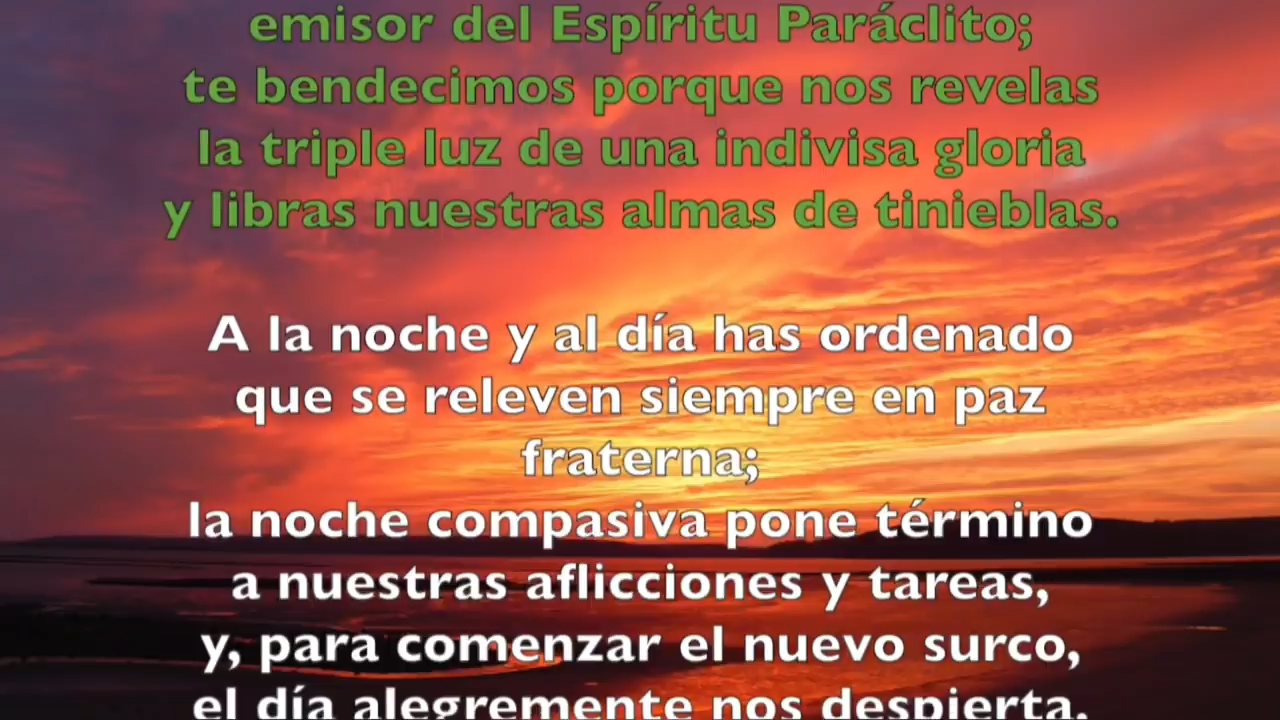 emisor del Espíritu Paráclito;
te bendecimos porque nos revelas
la triple luz de una indivisa gloria
y libras nuestras almas de tinieblas.
A la noche y al día has ordenado
que se releven siempre en paz
fraterna;
la noche compasiva pone término
a nuestras aflicciones y tareas,
y, para comenzar el nuevo surco,
el día alegremente nos despierta.